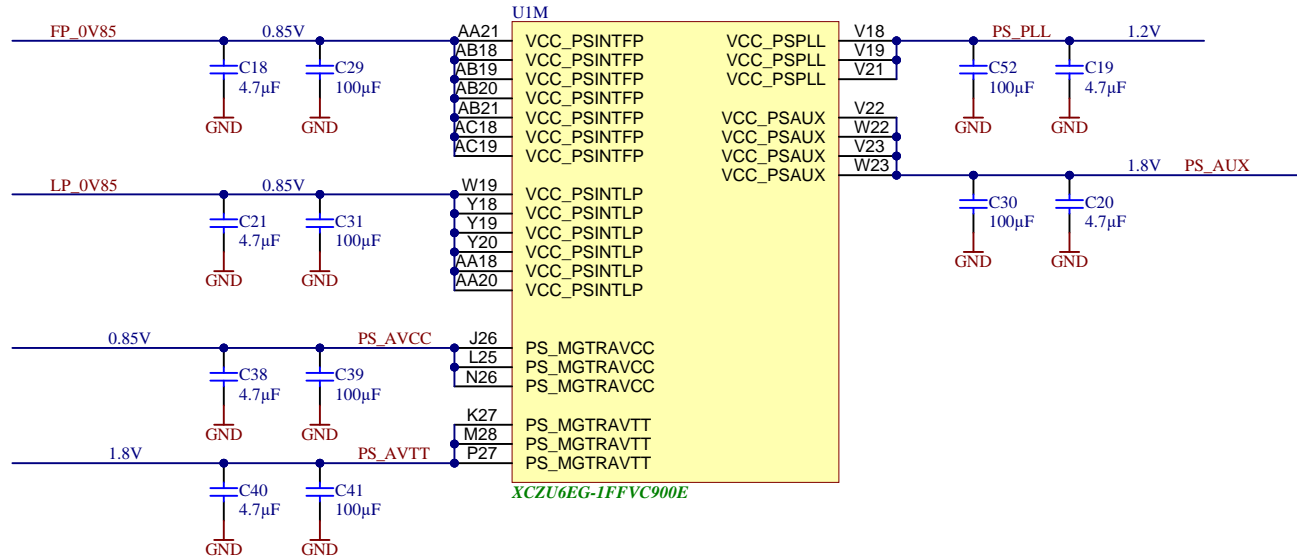 U1M
FP_0V85 0.85V AA21 VCC_PSINTFP VCC_PSPLL V18 PS_PLL 1.2V
AB18 VCC_PSINTFP VCC_PSPLL V19
C18 C29 AB19 VCC_PSINTFP VCC_PSPLL V21 C52 C19
4.7µF 100µF AB20 VCC_PSINTFP 100µF 4.7µF
AB21 VCC_PSINTFP VCC_PSAUX V22
GND GND AC18 VCC_PSINTFP VCC_PSAUX W22 GND GND
AC19 VCC_PSINTFP VCC_PSAUX V23
VCC_PSAUX W23 1.8V PS_AUX
LP_0V85 0.85V W19 VCC_PSINTLP
Y18 VCC_PSINTLP C30 C20
C21 C31 Y19 VCC_PSINTLP 100µF 4.7µF
4.7µF 100µF Y20 VCC_PSINTLP
AA18 VCC_PSINTLP GND GND
GND GND AA20 VCC_PSINTLP
0.85V PS_AVCC J26 PS_MGTRAVCC
L25 PS_MGTRAVCC
C38 C39 N26 PS_MGTRAVCC
4.7µF 100µF
K27 PS_MGTRAVTT
GND GND M28 PS_MGTRAVTT
1.8V PS_AVTT P27 PS_MGTRAVTT
C40 C41 XCZU6EG-1FFVC900E
4.7µF 100µF
GND GND